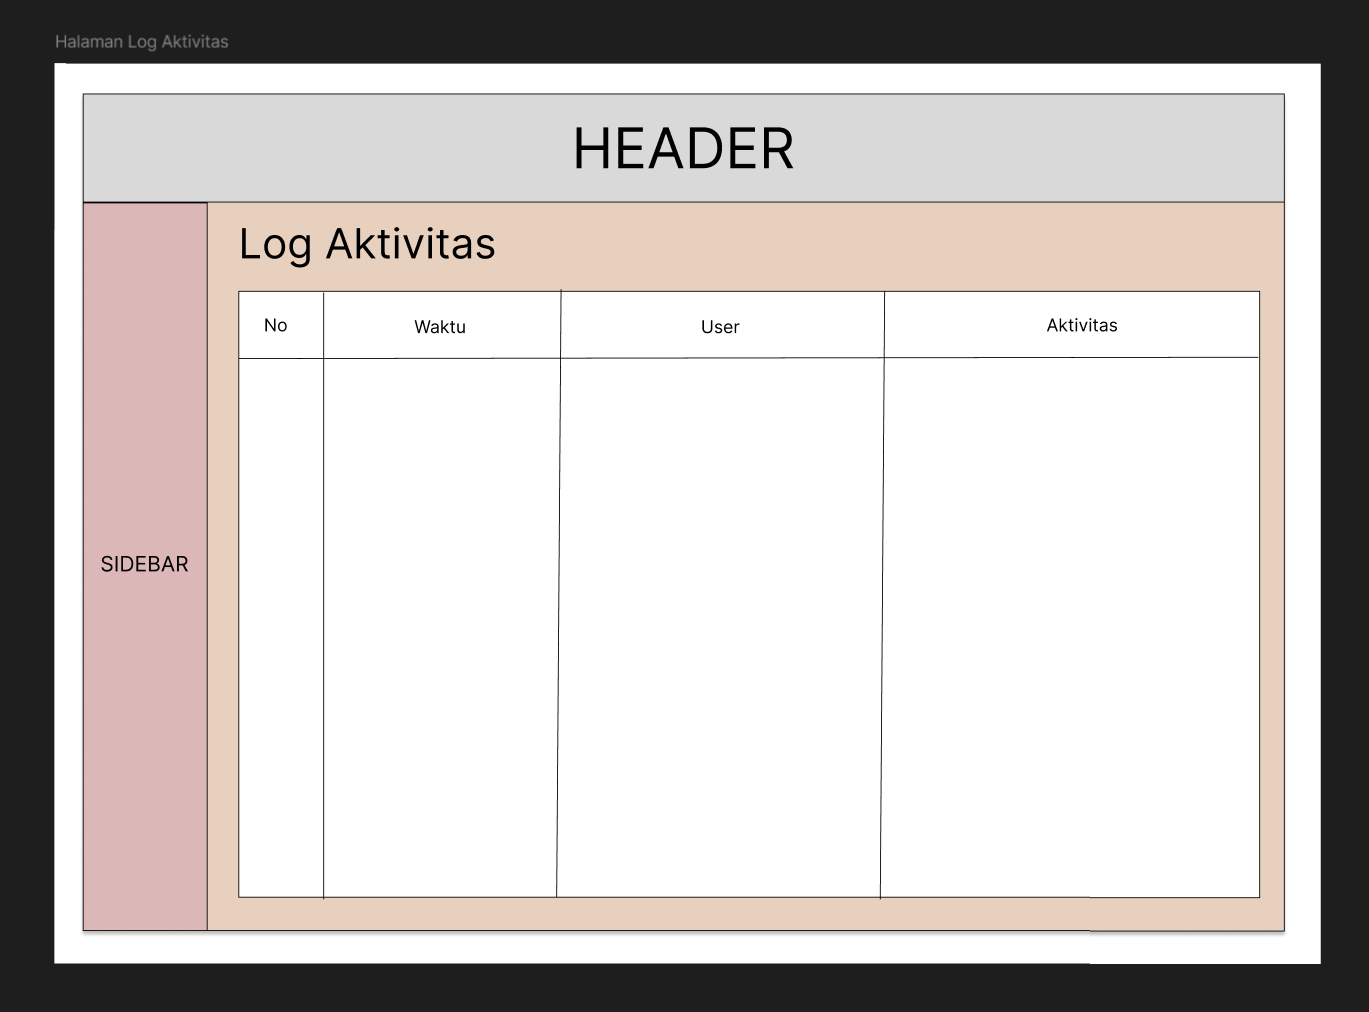 Halaman Log Aktivitas
HEADER
Log Aktivitas
No
Waktu
User
Aktivitas
SIDEBAR